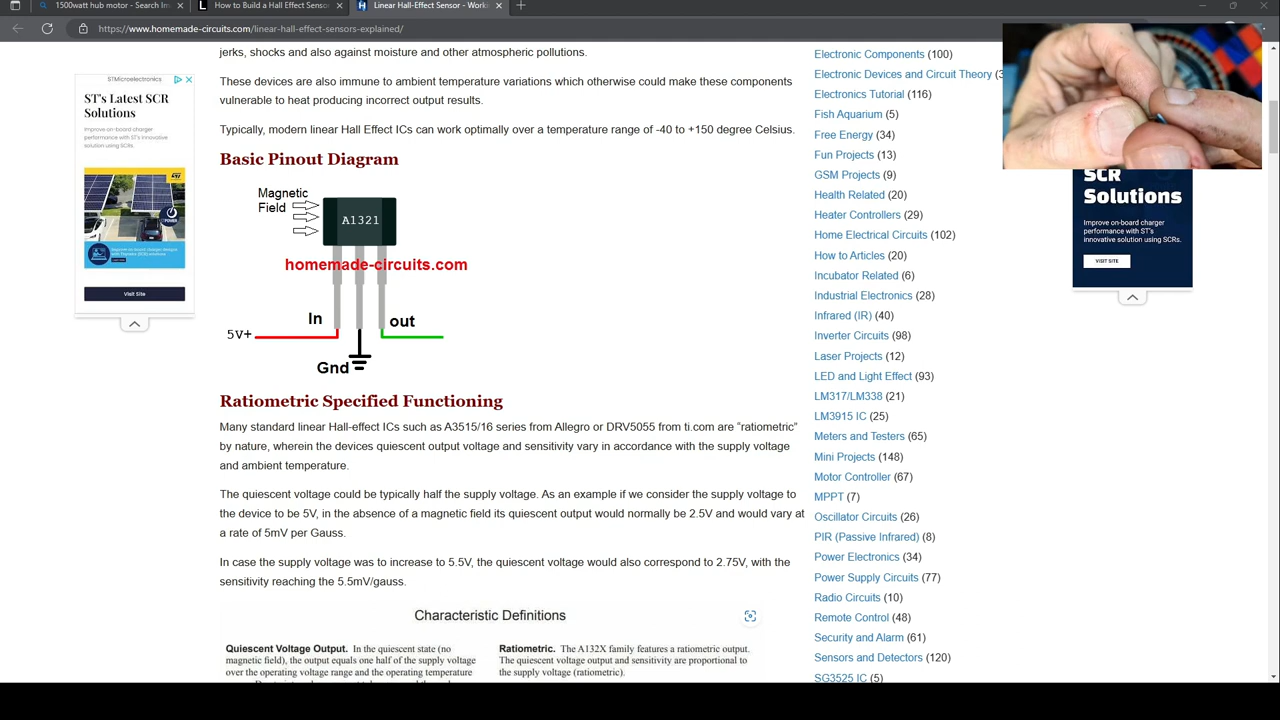 1500watt hub motor - Search Im
How to Build a Hall Effect Senso
Linear Hall-Effect Sensor - Work
https://www.homemade-circuits.com/linear-hall-effect-sensors-explained/
jerks, shocks and also against moisture and other atmospheric pollutions.
These devices are also immune to ambient temperature variations which otherwise could make these components
vulnerable to heat producing incorrect output results.
Typically, modern linear Hall Effect ICs can work optimally over a temperature range of -40 to +150 degree Celsius.
Basic Pinout Diagram
Magnetic
Field
A1321
homemade-circuits.com
In
out
5V+
Gnd
Ratiometric Specified Functioning
Many standard linear Hall-effect ICs such as A3515/16 series from Allegro or DRV5055 from ti.com are “ratiometric”
by nature, wherein the devices quiescent output voltage and sensitivity vary in accordance with the supply voltage
and ambient temperature.
The quiescent voltage could be typically half the supply voltage. As an example if we consider the supply voltage to
the device to be 5V, in the absence of a magnetic field its quiescent output would normally be 2.5V and would vary at
a rate of 5mV per Gauss.
In case the supply voltage was to increase to 5.5V, the quiescent voltage would also correspond to 2.75V, with the
sensitivity reaching the 5.5mV/gauss.
Characteristic Definitions
Quiescent Voltage Output. In the quiescent state (no
magnetic field), the output equals one half of the supply voltage
over the operating voltage range and the operating temperature
Ratiometric. The A132X family features a ratiometric output.
The quiescent voltage output and sensitivity are proportional to
the supply voltage (ratiometric).
STMicroelectronics
ST's Latest SCR
Solutions
Improve on-board charger
performance with ST's
innovative solution
using SCRs.
Visit Site
Electronic Components (100)
Electronic Devices and Circuit Theory (3
Electronics Tutorial (116)
Fish Aquarium (5)
Free Energy (34)
Fun Projects (13)
GSM Projects (9)
Health Related (20)
Heater Controllers (29)
Home Electrical Circuits (102)
How to Articles (20)
Incubator Related (6)
Industrial Electronics (28)
Infrared (IR) (40)
Inverter Circuits (98)
Laser Projects (12)
LED and Light Effect (93)
LM317/LM338 (21)
LM3915 IC (25)
Meters and Testers (65)
Mini Projects (148)
Motor Controller (67)
MPPT (7)
Oscillator Circuits (26)
PIR (Passive Infrared) (8)
Power Electronics (34)
Power Supply Circuits (77)
Radio Circuits (10)
Remote Control (48)
Security and Alarm (61)
Sensors and Detectors (120)
SG3525 IC (5)
SCR
Solutions
Improve on-board charger
performance with ST's
innovative solution using SCRs.
VISIT SITE